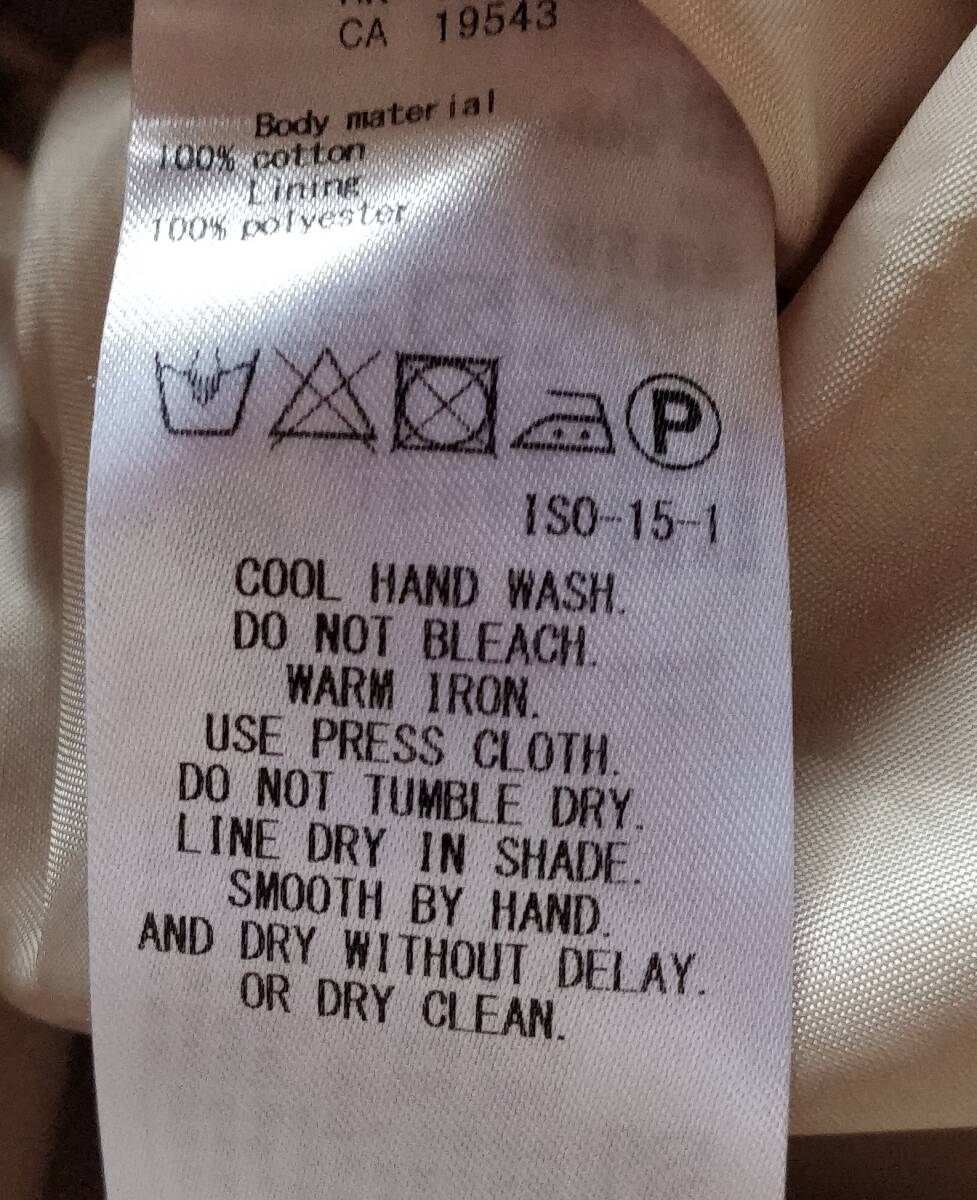 CA 19543
Body material
100% cotton
Lining
100% polyester
P
ISO-15-1
COOL HAND WASH.
DO NOT BLEACH.
WARM IRON.
USE PRESS CLOTH.
DO NOT TUMBLE DRY.
LINE DRY IN SHADE.
SMOOTH BY HAND.
AND DRY WITHOUT DELAY.
OR DRY CLEAN.